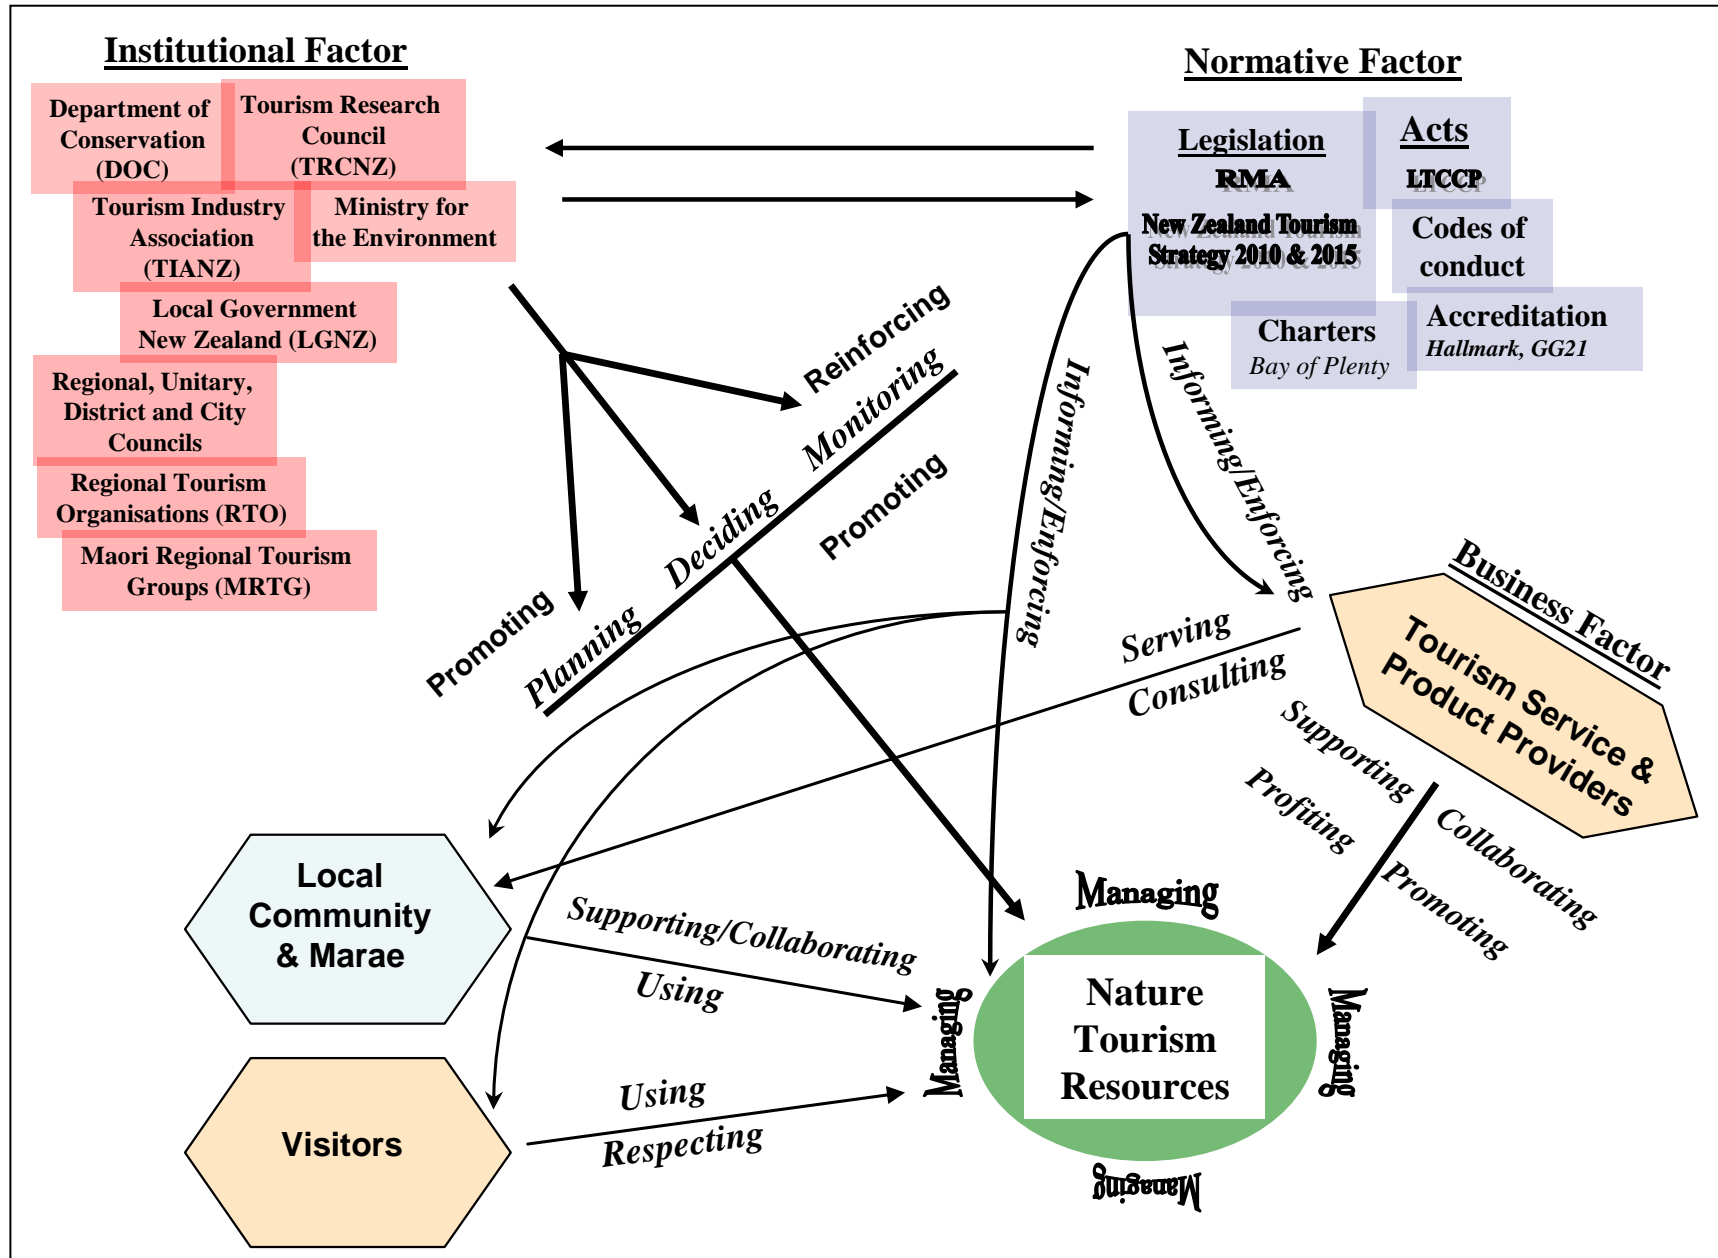 Institutional Factor
Department of
Conservation
(DOC)
Tourism Research
Council
(TRCNZ)
Tourism Industry
Association
(TIANZ)
Ministry for
the Environment
Local Government
New Zealand (LGNZ)
Regional, Unitary,
District and City
Councils
Regional Tourism
Organisations (RTO)
Maori Regional Tourism
Groups (MRTG)
Normative Factor
Legislation
RMA
New Zealand Tourism
Strategy 2010 & 2015
Acts
LTCCP
Codes of
conduct
Charters
Bay of Plenty
Accreditation
Hallmark, GG21
Reinforcing
Monitoring
Deciding
Planning
Promoting
Promoting
Informing/Enforcing
Informing/Enforcing
Business Factor
Tourism Service &
Product Providers
Serving
Consulting
Supporting
Profiting
Collaborating
Promoting
Local
Community
& Marae
Supporting/Collaborating
Using
Visitors
Using
Respecting
Managing
Managing
Managing
Managing
Nature
Tourism
Resources